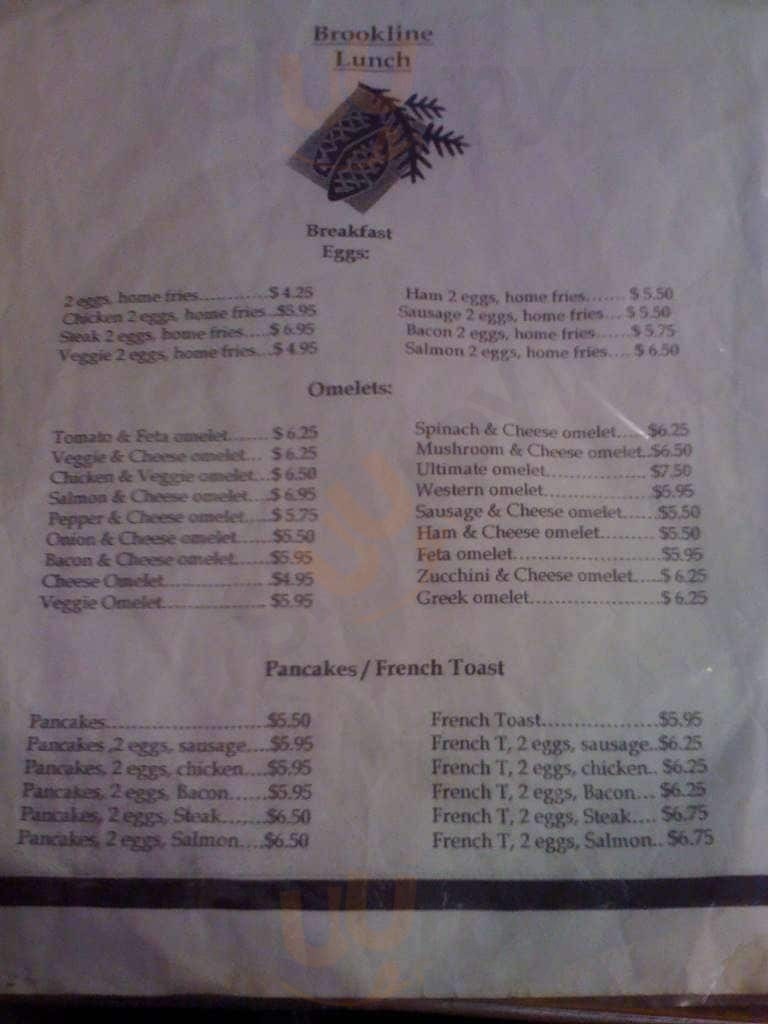 Brookline
Lunch
Breakfast
Eggs:
2 eggs, home fries............$ 4.25
Chicken 2 eggs, home fries...$5.95
Steak 2 eggs, home fries.....$ 6.95
Veggie 2 eggs, home fries...$ 4.95
Ham 2 eggs, home fries....... $ 5.50
Sausage 2 eggs, home fries... $ 5.50
Bacon 2 eggs, home fries......$ 5.75
Salmon 2 eggs, home fries.... $ 6.50
Omelets:
Tomato & Feta omelet....... $ 6.25
Veggie & Cheese omelet... $ 6.25
Chicken & Veggie omelet...$ 6.50
Salmon & Cheese omelet....$ 6.95
Pepper & Cheese omelet.....$ 5.75
Onion & Cheese omelet......$5.50
Bacon & Cheese omelet......$5.95
Cheese Omelet..................$4.95
Veggie Omelet.................. $5.95
Spinach & Cheese omelet..... $6.25
Mushroom & Cheese omelet..$6.50
Ultimate omelet.................. $7.50
Western omelet...................$5.95
Sausage & Cheese omelet......$5.50
Ham & Cheese omelet.......... $5.50
Feta omelet..........................$5.95
Zucchini & Cheese omelet.....$ 6.25
Greek omelet.......................$ 6.25
Pancakes / French Toast
Pancakes...........................$5.50
Pancakes ,2 eggs, sausage....$5.95
Pancakes, 2 eggs, chicken....$5.95
Pancakes, 2 eggs, Bacon.......$5.95
Pancakes, 2 eggs, Steak........$6.50
Pancakes, 2 eggs, Salmon....$6.50
French Toast...................$5.95
French T, 2 eggs, sausage..$6.25
French T, 2 eggs, chicken.. $6.25
French T, 2 eggs, Bacon... $6.25
French T, 2 eggs, Steak.... $6.75
French T, 2 eggs, Salmon.. $6.75